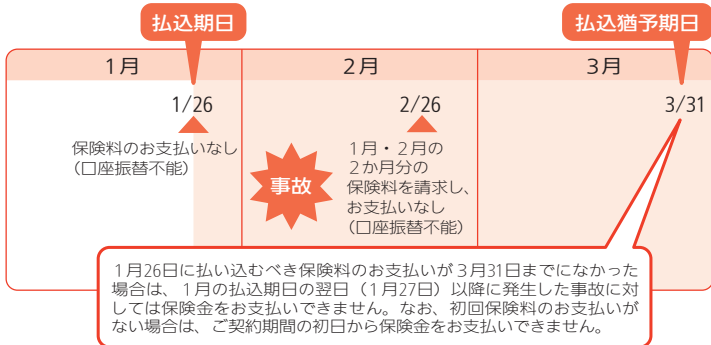 払込期日
払込猶予期日
1月
2月
3月
1/26
2/26
3/31
保険料のお支払いなし
（口座振替不能）
事故
1月・2月の
2か月分の
保険料を請求し、
お支払いなし
（口座振替不能）
1月26日に払い込むべき保険料のお支払いが3月31日までになかった
場合は、1月の払込期日の翌日（1月27日）以降に発生した事故に対
しては保険金をお支払いできません。なお、初回保険料のお支払いが
ない場合は、ご契約期間の初日から保険金をお支払いできません。